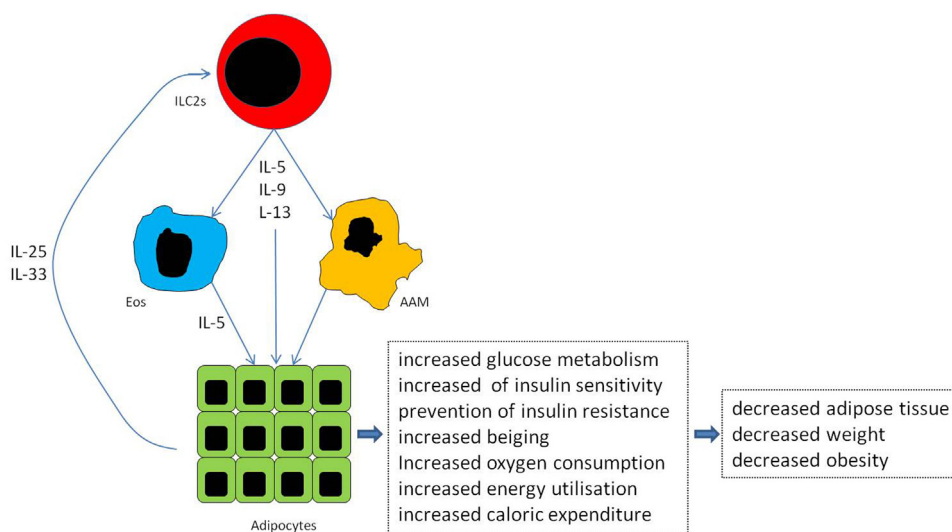 ILC2s
IL-5
IL-9
L-13
IL-25
IL-33
Eos
AAM
IL-5
Adipocytes
increased glucose metabolism
increased of insulin sensitivity
prevention of insulin resistance
increased beiging
Increased oxygen consumption
increased energy utilisation
increased caloric expenditure
decreased adipose tissue
decreased weight
decreased obesity